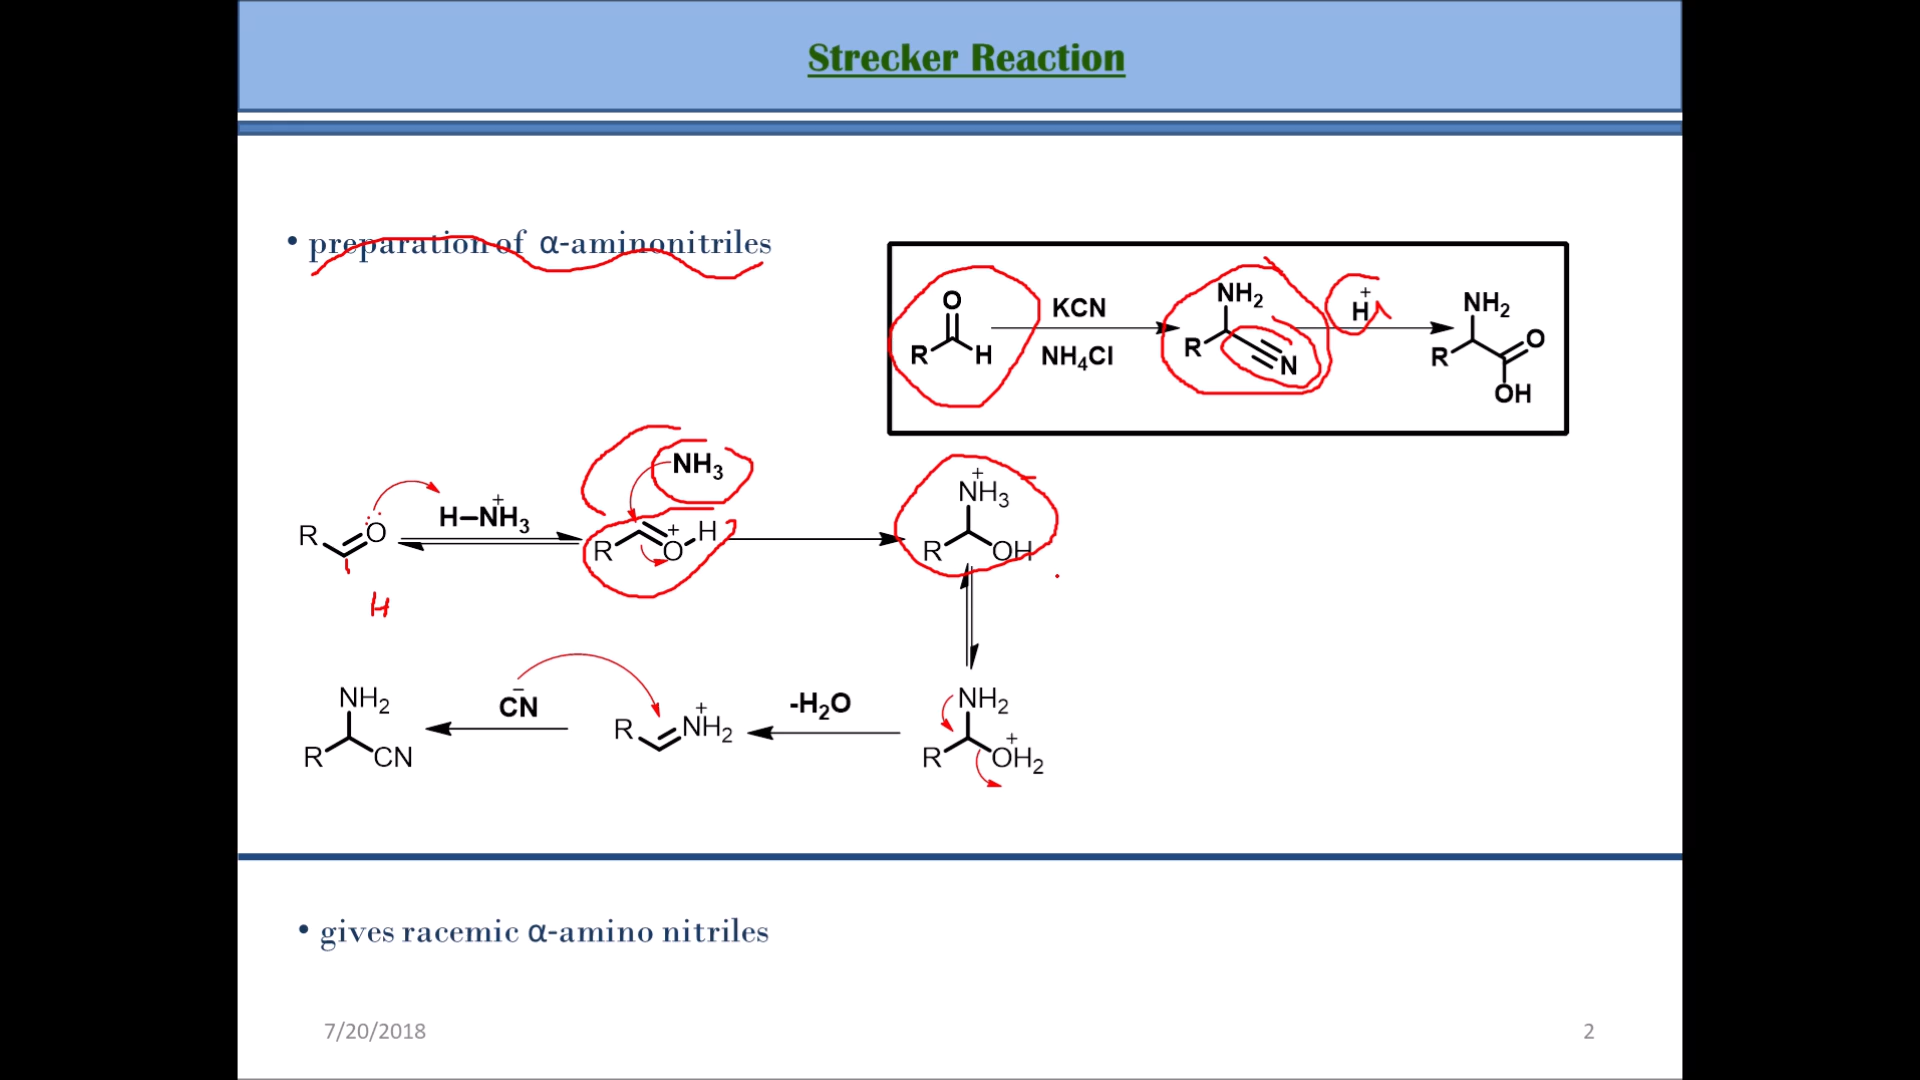 Strecker Reaction
• preparation of α-aminonitriles
O
R H
KCN
NH4Cl
NH2
R
N
+
H
NH2
R
O
OH
NH3
R
O
+
H–NH3
R
+
O H
+
NH3
R OH
H
NH2
R CN
–
CN
R
+
NH2
-H2O
NH2
R
+
OH2
• gives racemic α-amino nitriles
7/20/2018
2